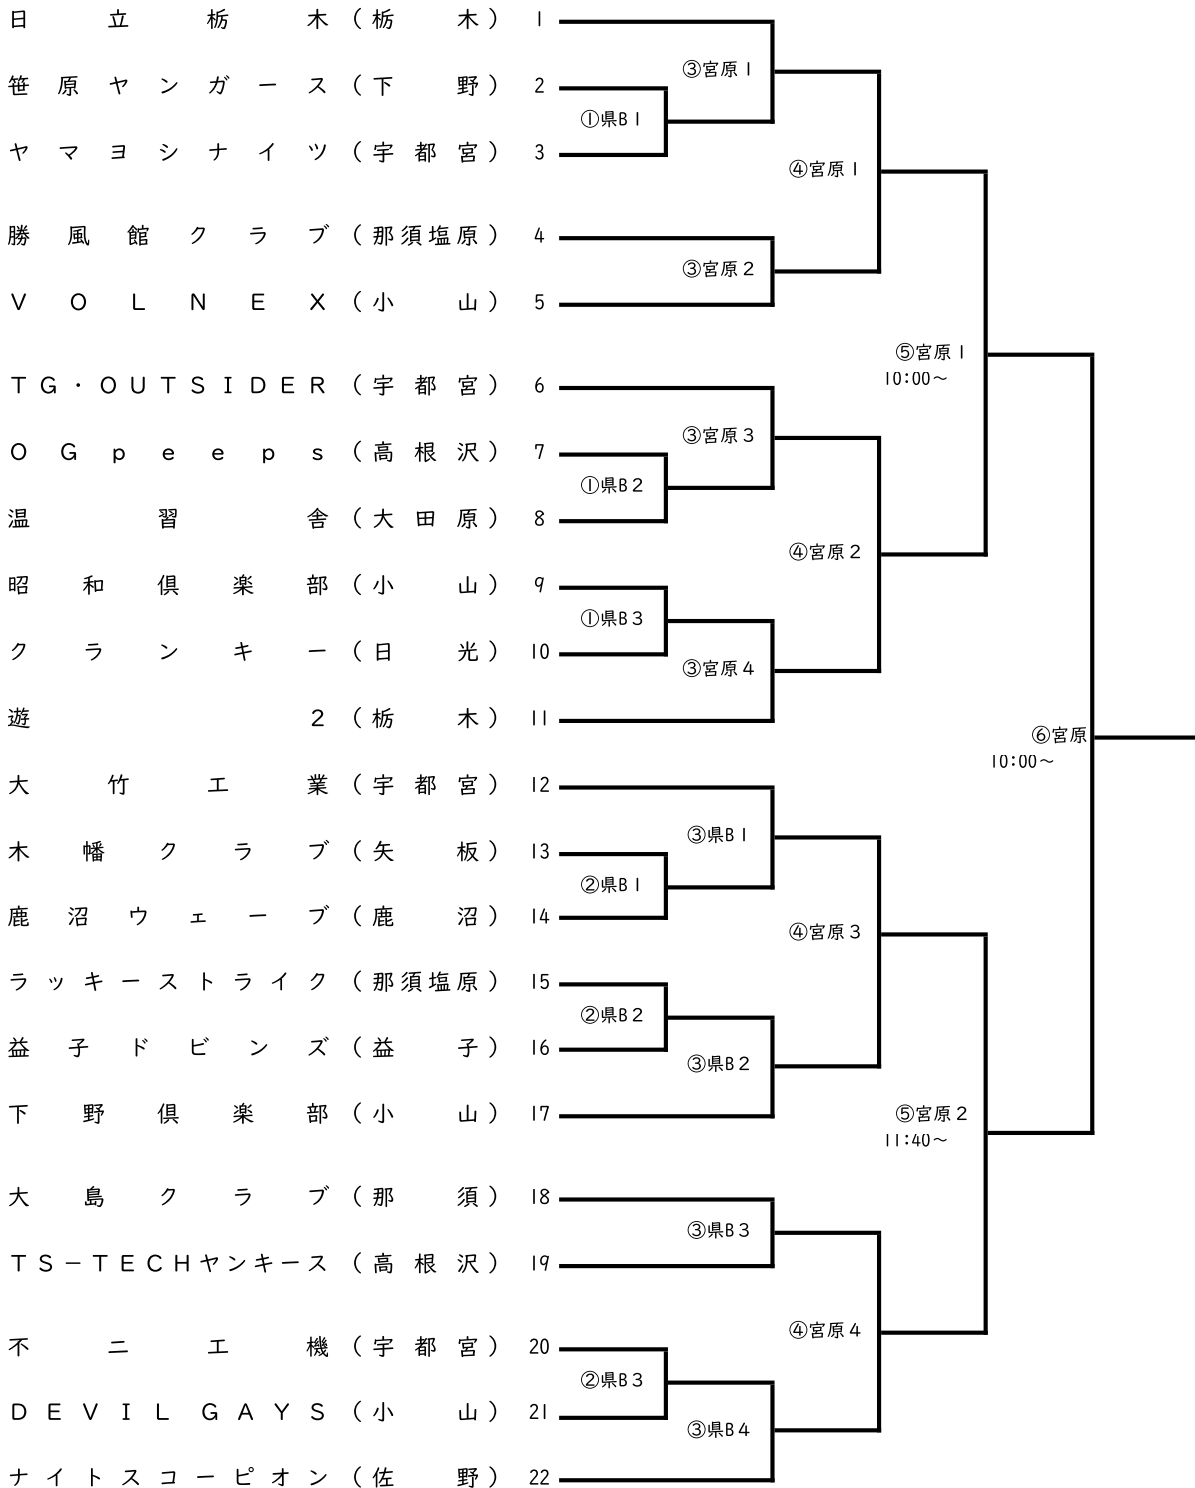 日立栃木（栃木） 1
③宮原1
笹原ヤンガース（下野） 2
①県B1
ヤマヨシナイツ（宇都宮） 3
④宮原1
勝風館クラブ（那須塩原） 4
③宮原2
VOLNEX（小山） 5
⑤宮原1
10:00～
TG・OUTSIDER（宇都宮） 6
③宮原3
OGpeeps（高根沢） 7
①県B2
温習舎（大田原） 8
④宮原2
昭和倶楽部（小山） 9
①県B3
クランキー（日光） 10
③宮原4
遊2（栃木） 11
⑥宮原
10:00～
大竹工業（宇都宮） 12
③県B1
木幡クラブ（矢板） 13
②県B1
鹿沼ウェーブ（鹿沼） 14
④宮原3
ラッキーストライク（那須塩原） 15
②県B2
益子ドビンズ（益子） 16
③県B2
下野倶楽部（小山） 17
⑤宮原2
11:40～
大島クラブ（那須） 18
③県B3
TS－TECHヤンキース（高根沢） 19
④宮原4
不二工機（宇都宮） 20
②県B3
DEVIL GAYS（小山） 21
③県B4
ナイトスコーピオン（佐野） 22